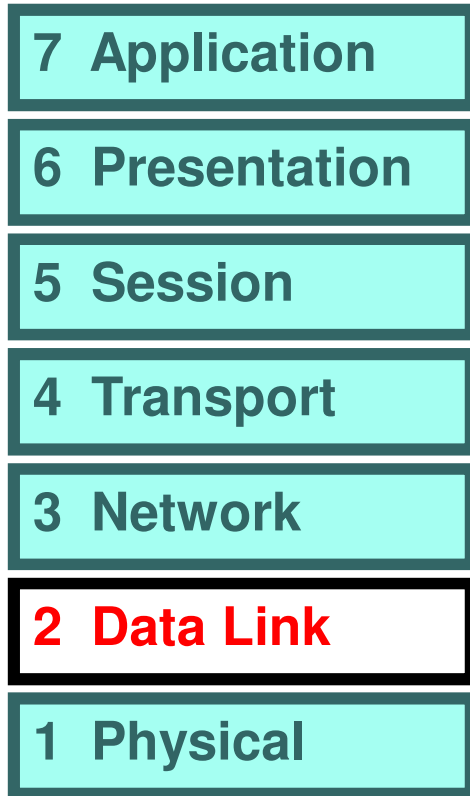 7 Application
6 Presentation
5 Session
4 Transport
3 Network
2 Data Link
1 Physical